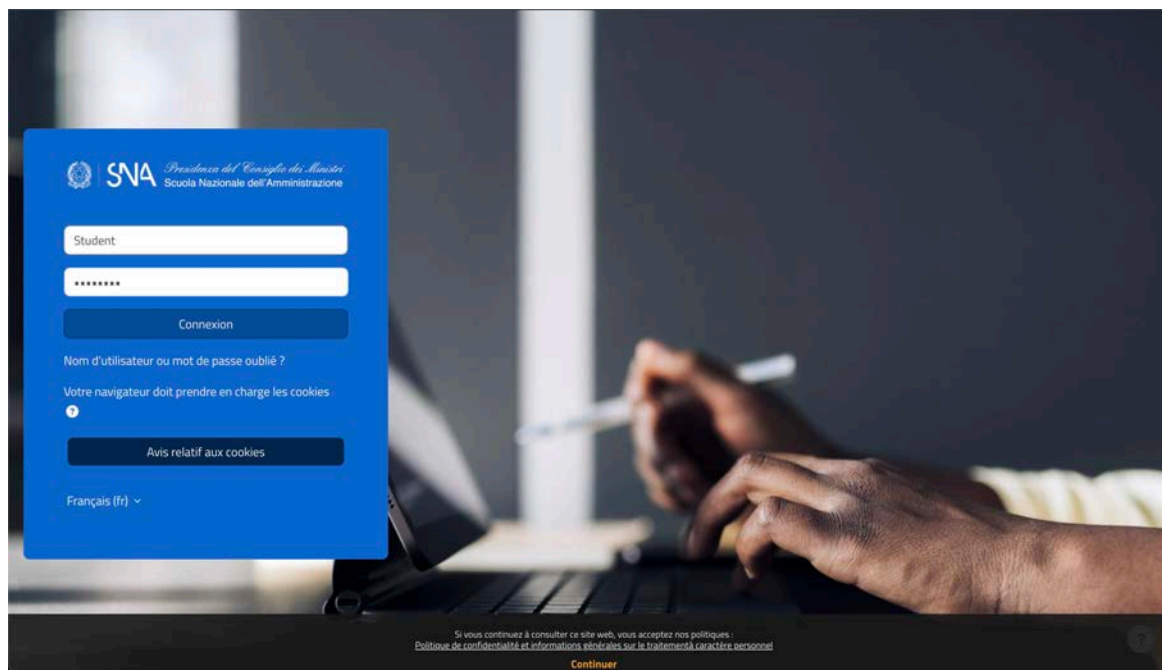 SNA
Presidenza del Consiglio dei Ministri
Scuola Nazionale dell'Amministrazione
Student
••••••••
Connexion
Nom d'utilisateur ou mot de passe oublié ?
Votre navigateur doit prendre en charge les cookies
?
Avis relatif aux cookies
Français (fr)
Si vous continuez à consulter ce site web, vous acceptez nos politiques :
Politique de confidentialité et informations générales sur le traitementà caractère personnel
Continuer
?